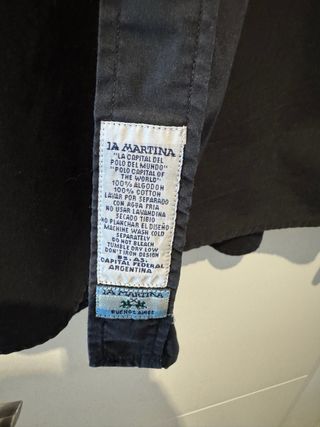 LA MARTINA
"LA CAPITAL DEL
POLO DEL MUNDO"
"POLO CAPITAL OF
THE WORLD"
100% ALGODON
100% COTTON
LAVAR POR SEPARADO
CON AGUA FRIA
NO USAR LAVANDINA
SECADO TIBIO
NO PLANCHAR EL DISEÑO
MACHINE WASH COLD
SEPARATELY
DO NOT BLEACH
TUMBLE DRY LOW
DON'T IRON DESIGN
BS. AS.
CAPITAL FEDERAL
ARGENTINA
LA MARTINA
BUENOS AIRES